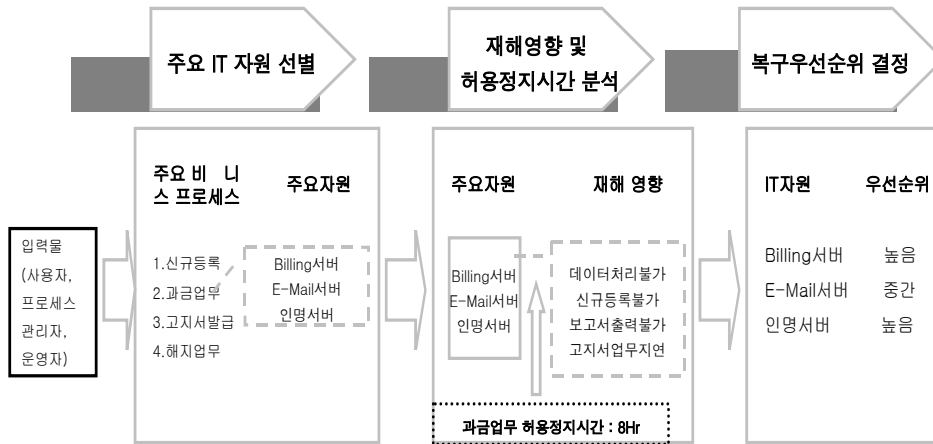 주요 IT 자원 선별
재해영향 및
허용정지시간 분석
복구우선순위 결정
입력물
(사용자,
프로세스
관리자,
운영자)
주요 비 니
스 프로세스
주요자원
1.신규등록
2.과금업무
3.고지서발급
4.해지업무
Billing서버
E-Mail서버
인명서버
주요자원
재해 영향
Billing서버
E-Mail서버
인명서버
데이터처리불가
신규등록불가
보고서출력불가
고지서업무지연
과금업무 허용정지시간 : 8Hr
IT자원 우선순위
Billing서버 높음
E-Mail서버 중간
인명서버 높음